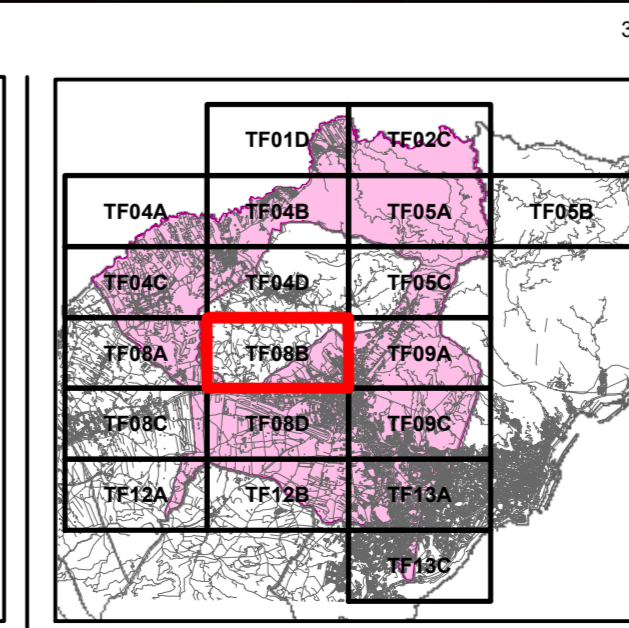 3
TF01D TF02C
TF04A TF04B TF05A TF05B
TF04C TF04D TF05C
TF08A TF08B TF09A
TF08C TF08D TF09C
TF12A TF12B TF13A
TF13C